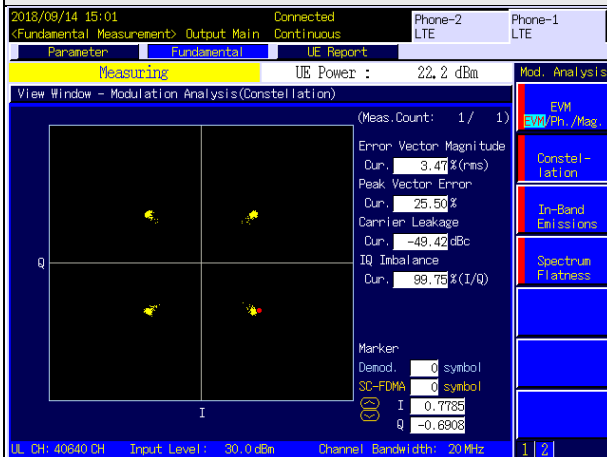 2018/09/14 15:01 Connected Phone-2 Phone-1
<Fundamental Measurement> Output Main Continuous LTE LTE
Parameter Fundamental UE Report
Measuring UE Power : 22.2 dBm Mod. Analysis
View Window - Modulation Analysis(Constellation)
(Meas.Count: 1/ 1)
EVM
EVM/Ph./Mag.
Error Vector Magnitude
Cur. 3.47 %(rms)
Constel-
lation
Peak Vector Error
Cur. 25.50 %
Carrier Leakage
Cur. -49.42 dBc
In-Band
Emissions
IQ Imbalance
Cur. 99.75 %(I/Q)
Spectrum
Flatness
Q
Marker
Demod. 0 symbol
SC-FDMA 0 symbol
I 0.7785
Q -0.6908
I
UL CH: 40640 CH Input Level: 30.0 dBm Channel Bandwidth: 20 MHz 1 2